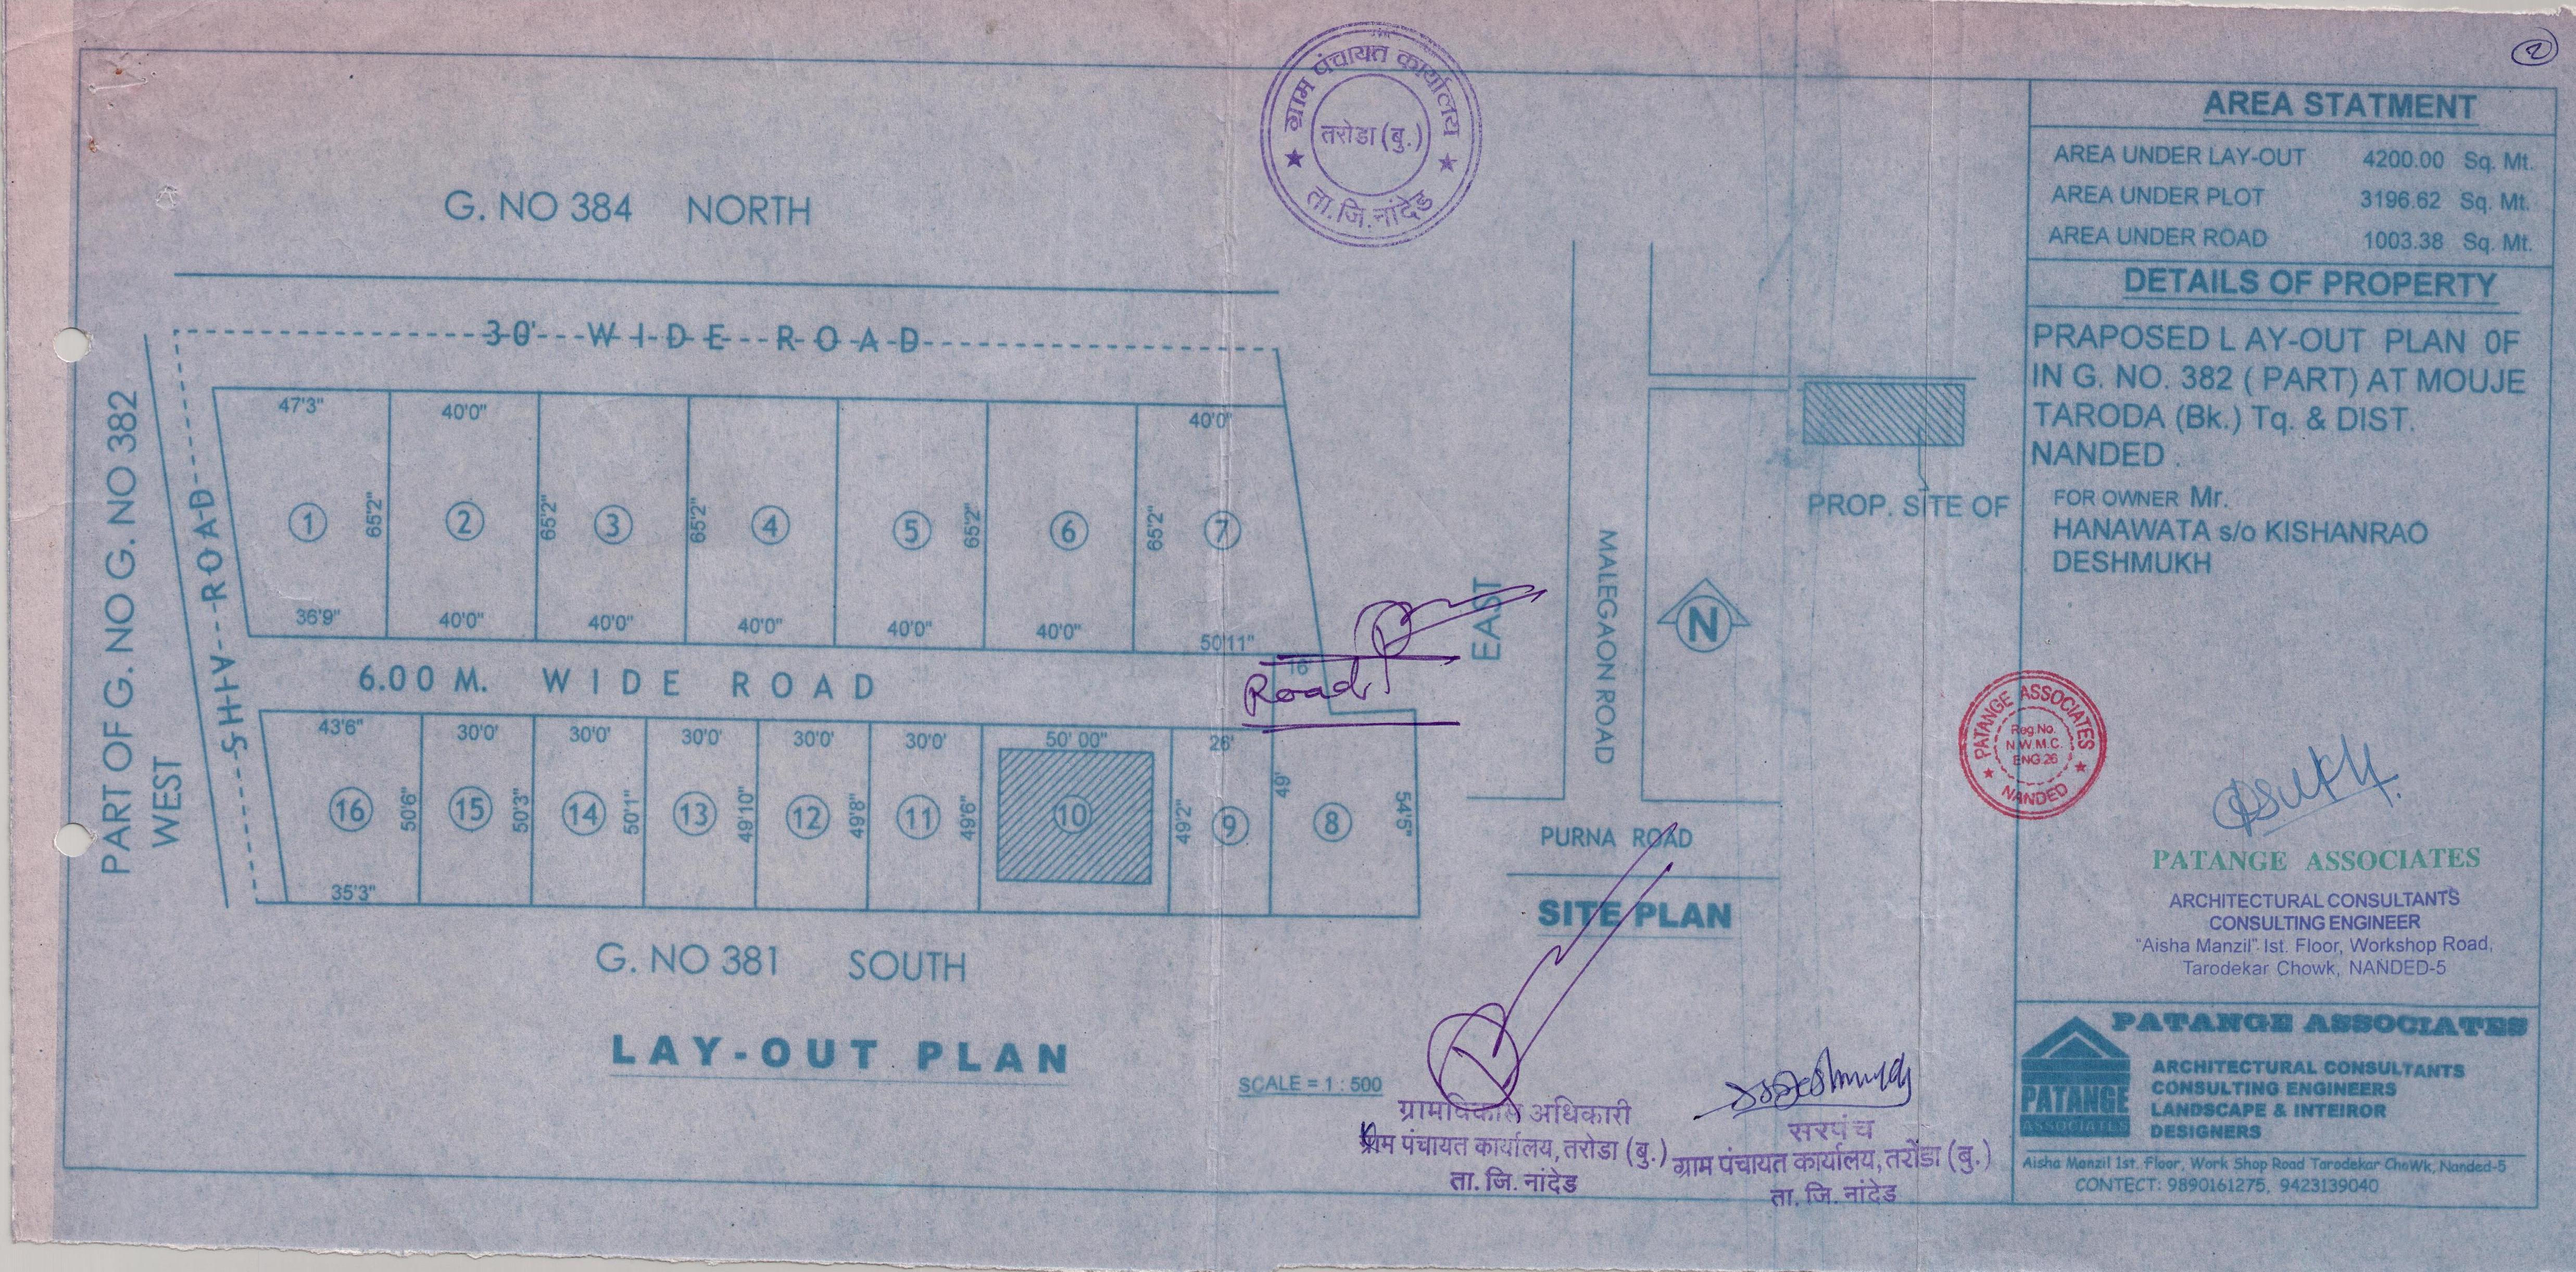 2
ग्राम पंचायत कार्यालय
★ तरोडा (बु.) ★
ता.जि.नांदेड
G. NO 384 NORTH
30' WIDE ROAD
PART OF G. NO G. NO 382
WEST
SHIV ROAD
47'3" 40'0" 40'0"
1 65'2" 2 65'2" 3 65'2" 4 5 65'2" 6 65'2" 7
36'9" 40'0" 40'0" 40'0" 40'0" 40'0" 50'11"
16'
6.00 M. WIDE ROAD
Road
43'6" 30'0' 30'0' 30'0' 30'0' 30'0' 50' 00" 26'
16 50'6" 15 50'3" 14 50'1" 13 49'10" 12 49'8" 11 49'6" 10 49'2" 9 49' 8 54'5"
35'3"
G. NO 381 SOUTH
LAY-OUT PLAN
SCALE = 1 : 500
EAST
MALEGAON ROAD
N
PROP. SITE OF
PURNA ROAD
SITE PLAN
ग्रामविकास अधिकारी
ग्राम पंचायत कार्यालय, तरोडा (बु.)
ता. जि. नांदेड
सरपंच
ग्राम पंचायत कार्यालय, तरोडा (बु.)
ता. जि. नांदेड
AREA STATMENT
AREA UNDER LAY-OUT 4200.00 Sq. Mt.
AREA UNDER PLOT 3196.62 Sq. Mt.
AREA UNDER ROAD 1003.38 Sq. Mt.
DETAILS OF PROPERTY
PRAPOSED L AY-OUT PLAN 0F
IN G. NO. 382 ( PART) AT MOUJE
TARODA (Bk.) Tq. & DIST.
NANDED .
FOR OWNER Mr.
HANAWATA s/o KISHANRAO
DESHMUKH
PATANGE ASSOCIATES
Reg.No.
N.W.M.C.
ENG.26
★ NANDED ★
PATANGE ASSOCIATES
ARCHITECTURAL CONSULTANTS
CONSULTING ENGINEER
"Aisha Manzil" Ist. Floor, Workshop Road,
Tarodekar Chowk, NANDED-5
PATANGE ASSOCIATES
PATANGE
ASSOCIATES
ARCHITECTURAL CONSULTANTS
CONSULTING ENGINEERS
LANDSCAPE & INTEIROR
DESIGNERS
Aisha Manzil 1st. Floor, Work Shop Road Tarodekar ChoWk, Nanded-5
CONTECT: 9890161275, 9423139040